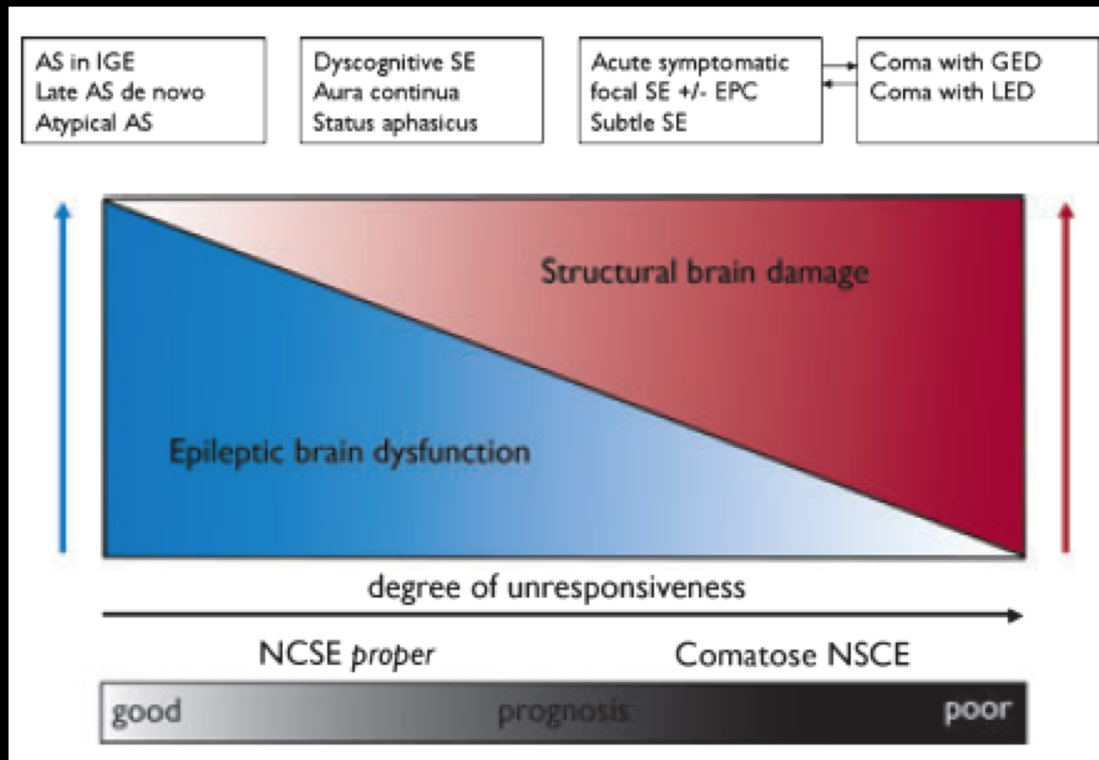 AS in IGE
Late AS de novo
Atypical AS
Dyscognitive SE
Aura continua
Status aphasicus
Acute symptomatic
focal SE +/- EPC
Subtle SE
Coma with GED
Coma with LED
Structural brain damage
Epileptic brain dysfunction
degree of unresponsiveness
NCSE proper
Comatose NSCE
good
prognosis
poor